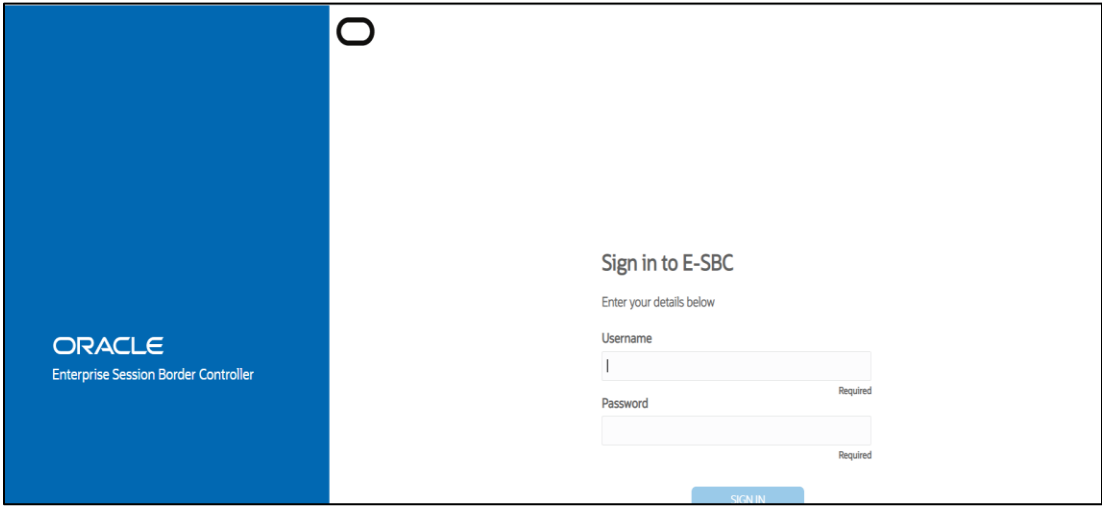 ORACLE
Enterprise Session Border Controller
Sign in to E-SBC
Enter your details below
Username
Required
Password
Required
SIGN IN